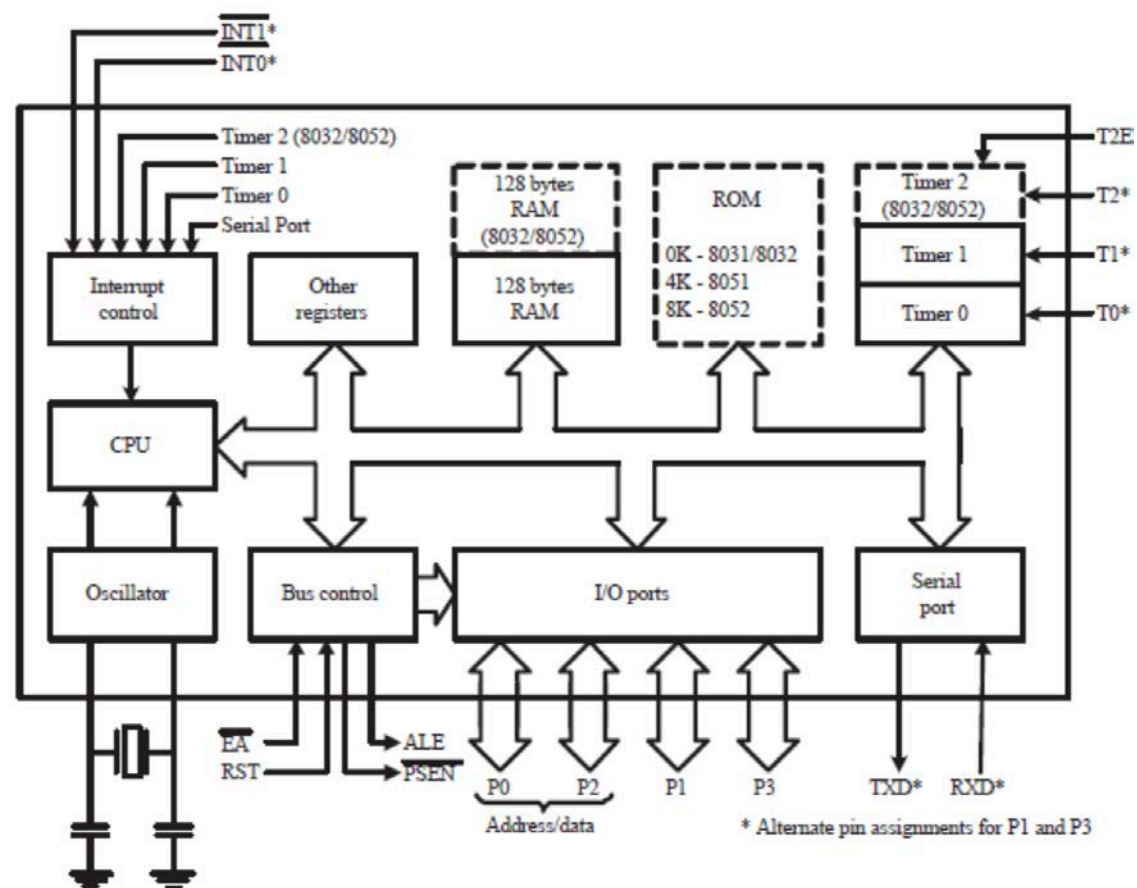 INT1*
INT0*
Timer 2 (8032/8052)
Timer 1
Timer 0
Serial Port
T2E
T2*
T1*
T0*
Interrupt
control
Other
registers
128 bytes
RAM
(8032/8052)
128 bytes
RAM
ROM
0K - 8031/8032
4K - 8051
8K - 8052
Timer 2
(8032/8052)
Timer 1
Timer 0
CPU
Oscillator
Bus control
I/O ports
Serial
port
EA
RST
ALE
PSEN
P0
P2
P1
P3
Address/data
TXD*
RXD*
* Alternate pin assignments for P1 and P3